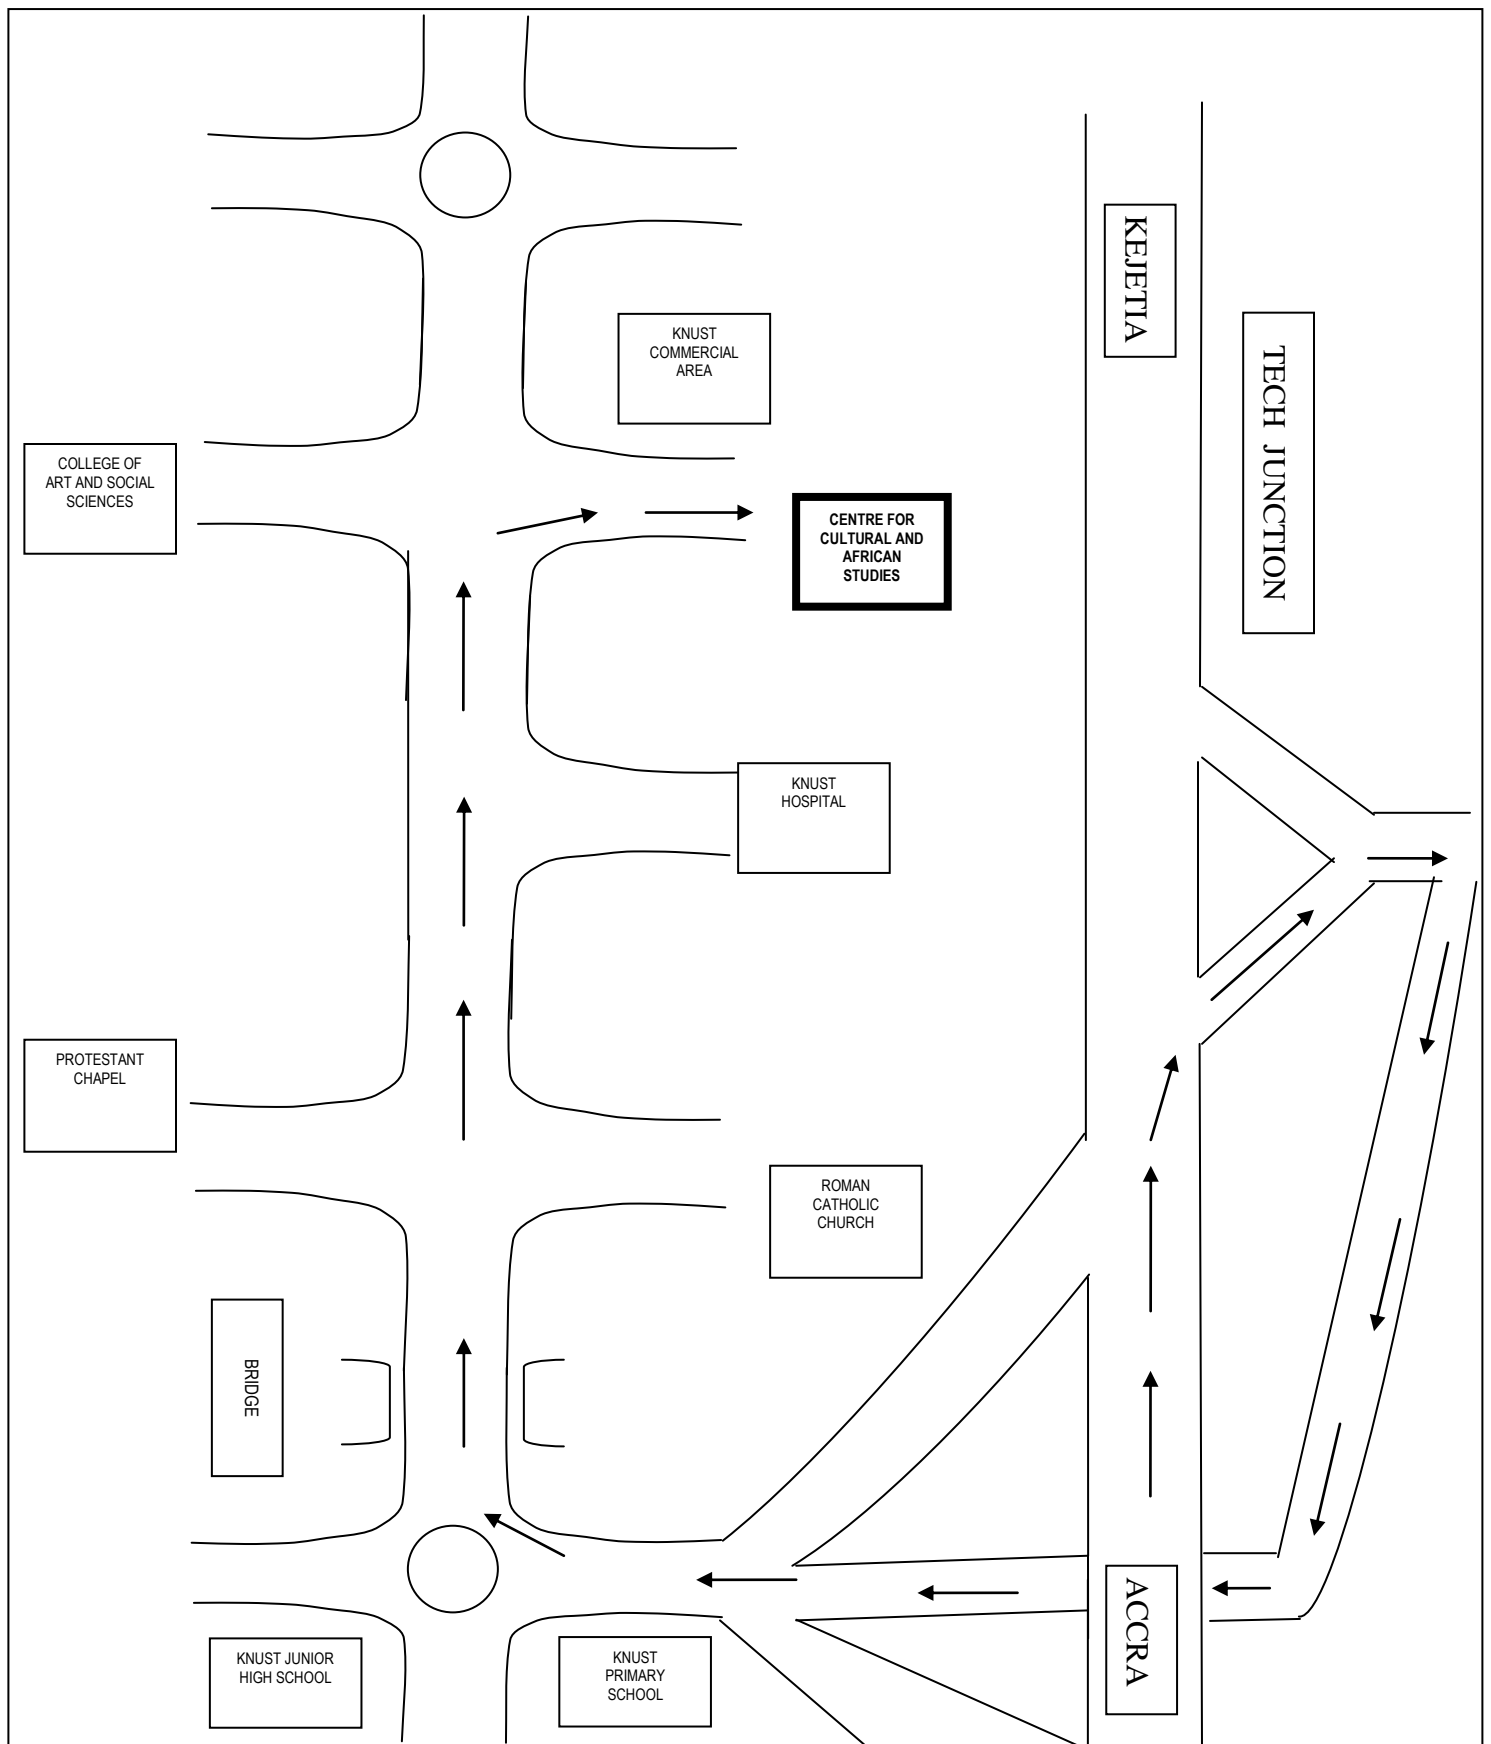 KEJETIA
TECH JUNCTION
KNUST
COMMERCIAL
AREA
COLLEGE OF
ART AND SOCIAL
SCIENCES
CENTRE FOR
CULTURAL AND
AFRICAN
STUDIES
KNUST
HOSPITAL
PROTESTANT
CHAPEL
ROMAN
CATHOLIC
CHURCH
BRIDGE
ACCRA
KNUST JUNIOR
HIGH SCHOOL
KNUST
PRIMARY
SCHOOL